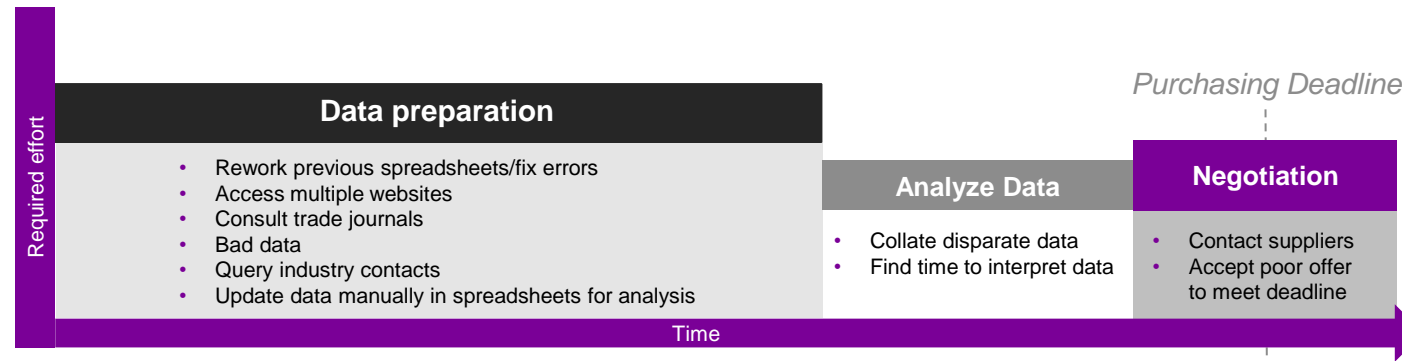 Required effort
Purchasing Deadline
Data preparation
• Rework previous spreadsheets/fix errors
• Access multiple websites
• Consult trade journals
• Bad data
• Query industry contacts
• Update data manually in spreadsheets for analysis
Analyze Data
• Collate disparate data
• Find time to interpret data
Negotiation
• Contact suppliers
• Accept poor offer
to meet deadline
Time